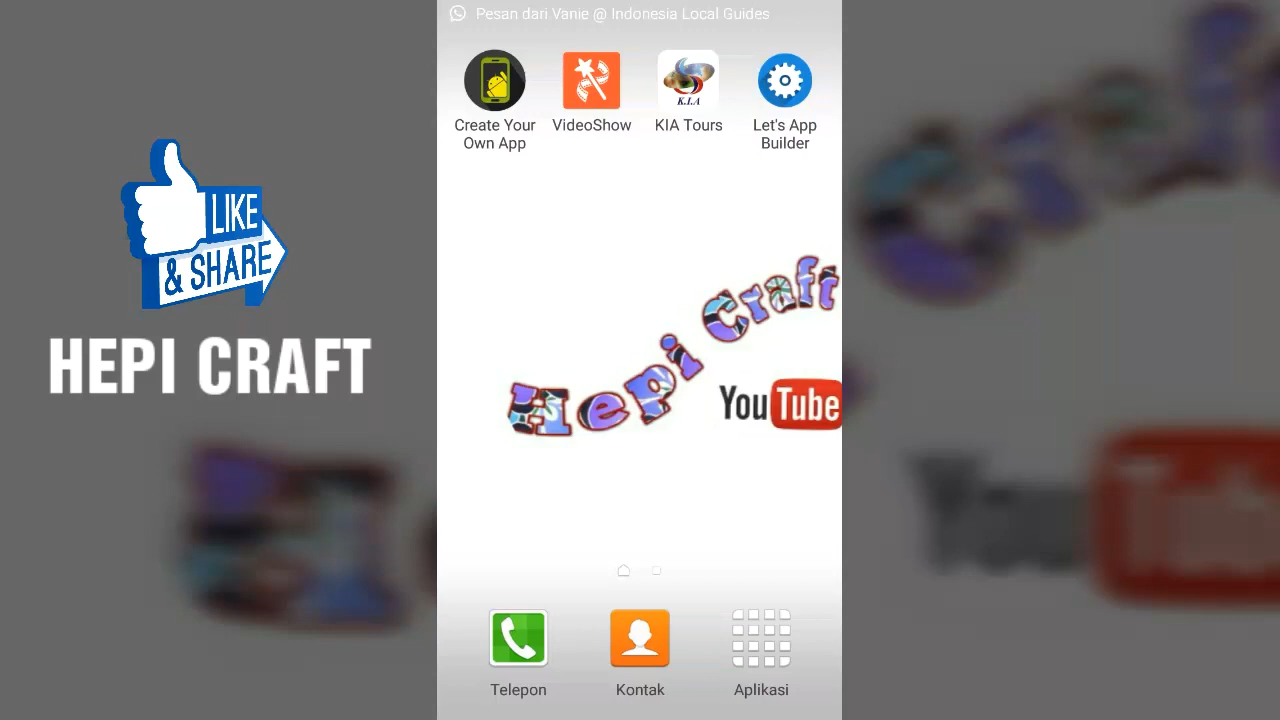 Pesan dari Vanie @ Indonesia Local Guides
Create Your
Own App
VideoShow
K.I.A
KIA Tours
Let's App
Builder
LIKE
& SHARE
HEPI CRAFT
Hepi Craft
YouTube
Telepon
Kontak
Aplikasi